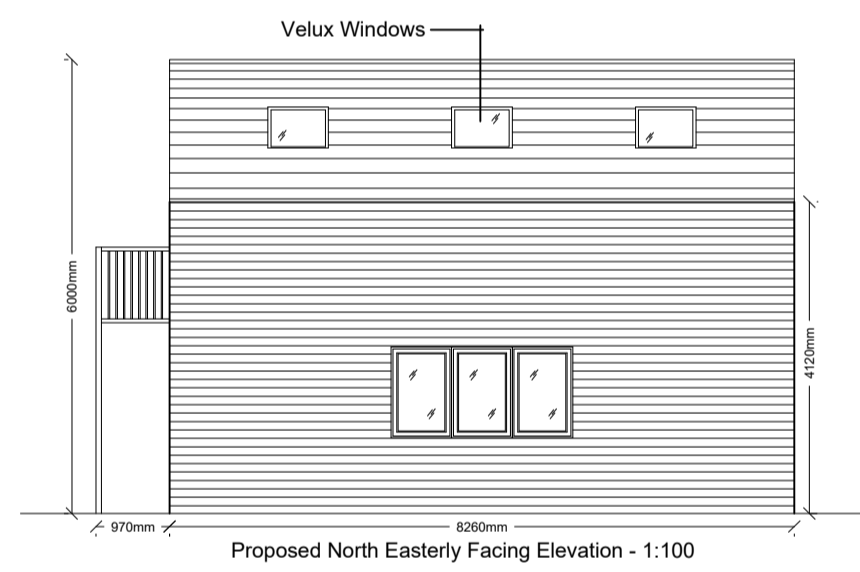 Velux Windows
6000mm
4120mm
970mm
8260mm
Proposed North Easterly Facing Elevation - 1:100